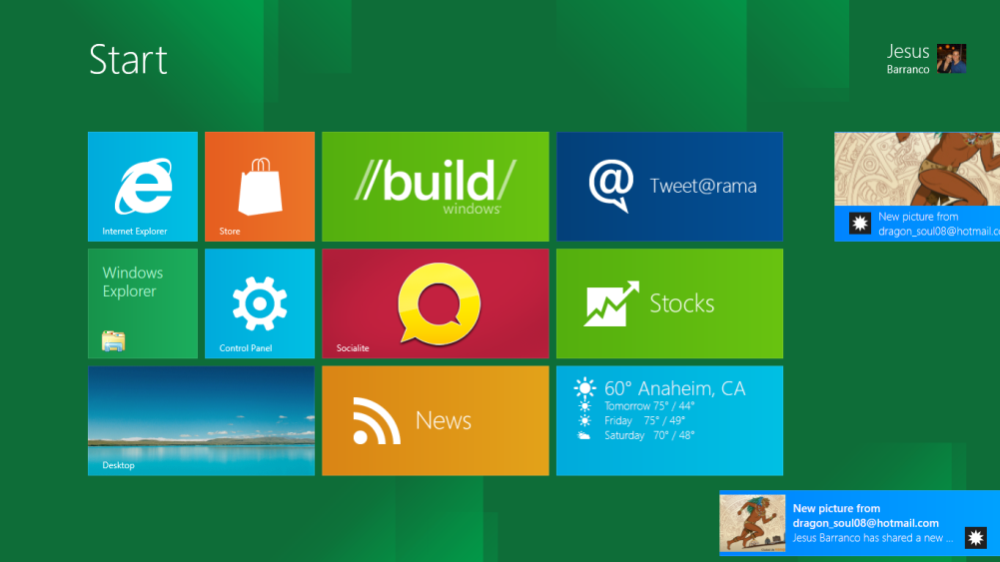 Start
Jesus
Barranco
Internet Explorer
Store
//build/
windows
Tweet@rama
New picture from
dragon_soul08@hotmail.co
Windows
Explorer
Control Panel
Socialite
Stocks
Desktop
News
60° Anaheim, CA
Tomorrow 75° / 44°
Friday 75° / 49°
Saturday 70° / 48°
New picture from
dragon_soul08@hotmail.com
Jesus Barranco has shared a new ...